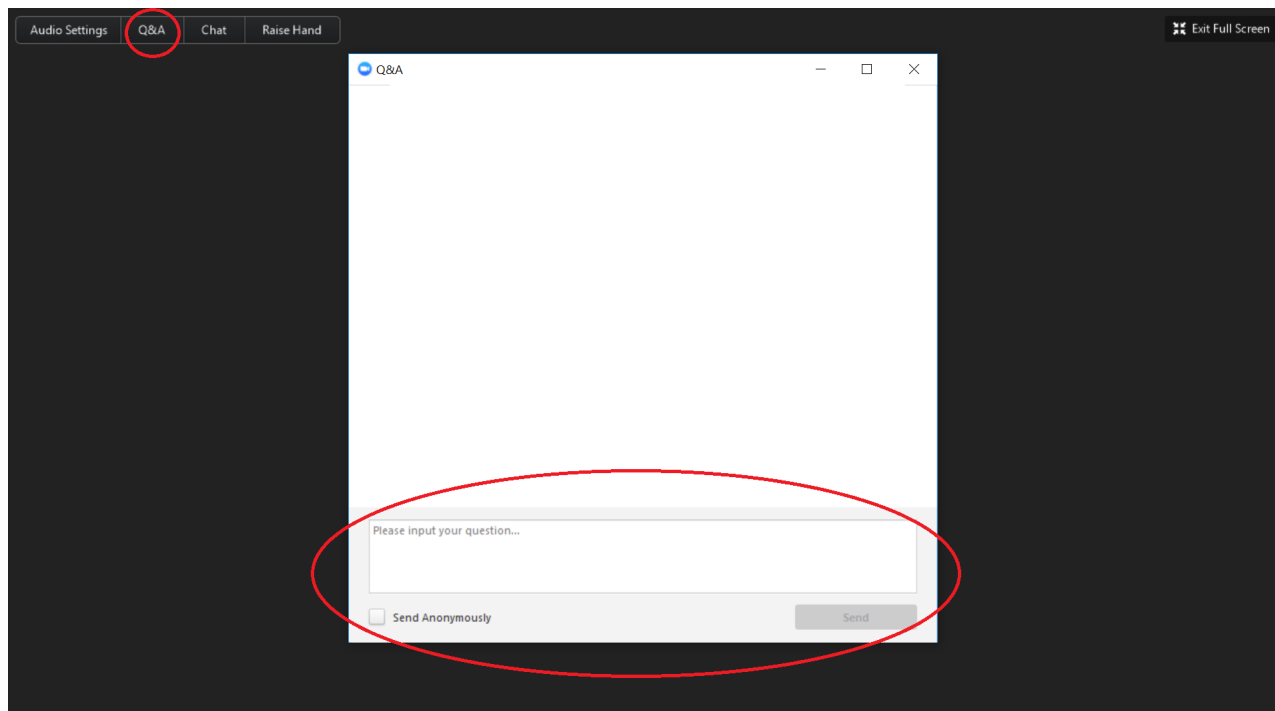 Audio Settings Q&A Chat Raise Hand Exit Full Screen
Q&A
Please input your question...
Send Anonymously Send